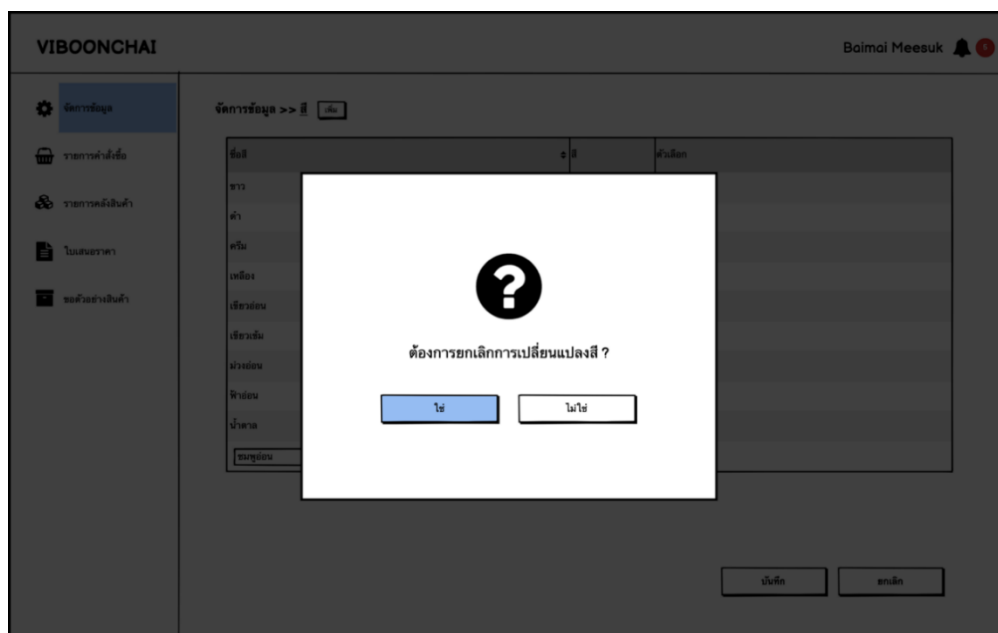 VIBOONCHAI
Baimai Meesuk
จัดการข้อมูล
รายการคำสั่งซื้อ
รายการคลังสินค้า
ใบเสนอราคา
ขอตัวอย่างสินค้า
จัดการข้อมูล >> สี เพิ่ม
ชื่อสี สี ตัวเลือก
ขาว
ดำ
ครีม
เหลือง
เขียวอ่อน
เขียวเข้ม
ม่วงอ่อน
ฟ้าอ่อน
น้ำตาล
ชมพูอ่อน
ต้องการยกเลิกการเปลี่ยนแปลงสี ?
ใช่ ไม่ใช่
บันทึก ยกเลิก